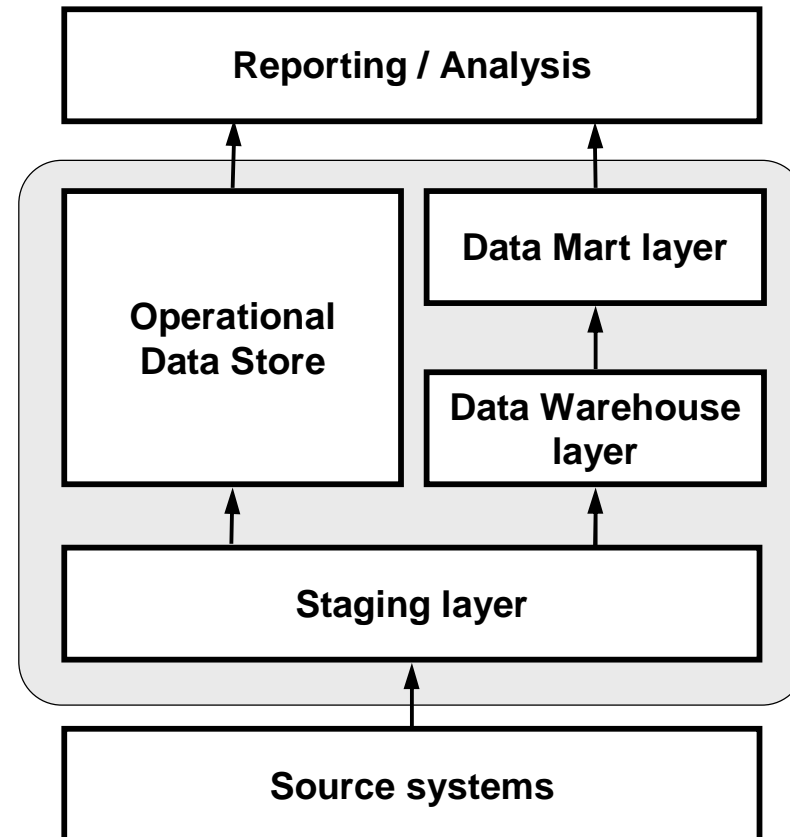 Reporting / Analysis
Operational
Data Store
Data Mart layer
Data Warehouse
layer
Staging layer
Source systems